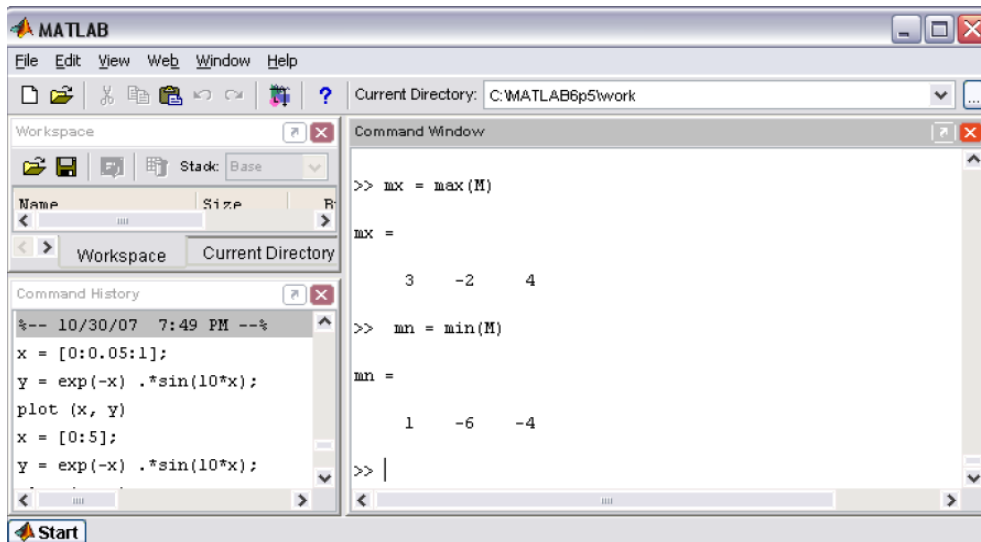 MATLAB
File Edit View Web Window Help
? Current Directory: C:\MATLAB6p5\work ...
Workspace
Stack: Base
Name Size
Workspace Current Directory
Command History
%-- 10/30/07 7:49 PM --%
x = [0:0.05:1];
y = exp(-x) .*sin(10*x);
plot (x, y)
x = [0:5];
y = exp(-x) .*sin(10*x);
Command Window
>> mx = max(M)
mx =
3 -2 4
>> mn = min(M)
mn =
1 -6 -4
>>
Start